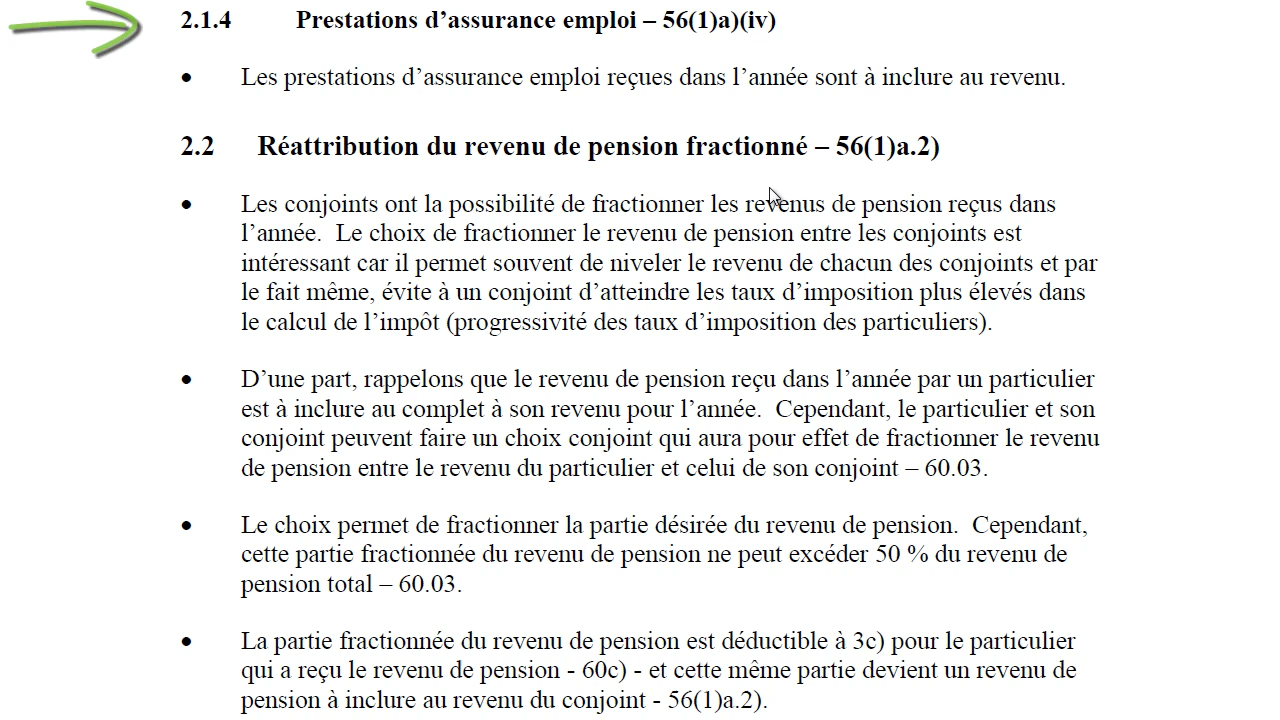 2.1.4 Prestations d’assurance emploi – 56(1)a)(iv)
• Les prestations d’assurance emploi reçues dans l’année sont à inclure au revenu.
2.2 Réattribution du revenu de pension fractionné – 56(1)a.2)
• Les conjoints ont la possibilité de fractionner les revenus de pension reçus dans
l’année. Le choix de fractionner le revenu de pension entre les conjoints est
intéressant car il permet souvent de niveler le revenu de chacun des conjoints et par
le fait même, évite à un conjoint d’atteindre les taux d’imposition plus élevés dans
le calcul de l’impôt (progressivité des taux d’imposition des particuliers).
• D’une part, rappelons que le revenu de pension reçu dans l’année par un particulier
est à inclure au complet à son revenu pour l’année. Cependant, le particulier et son
conjoint peuvent faire un choix conjoint qui aura pour effet de fractionner le revenu
de pension entre le revenu du particulier et celui de son conjoint – 60.03.
• Le choix permet de fractionner la partie désirée du revenu de pension. Cependant,
cette partie fractionnée du revenu de pension ne peut excéder 50 % du revenu de
pension total – 60.03.
• La partie fractionnée du revenu de pension est déductible à 3c) pour le particulier
qui a reçu le revenu de pension - 60c) - et cette même partie devient un revenu de
pension à inclure au revenu du conjoint - 56(1)a.2).